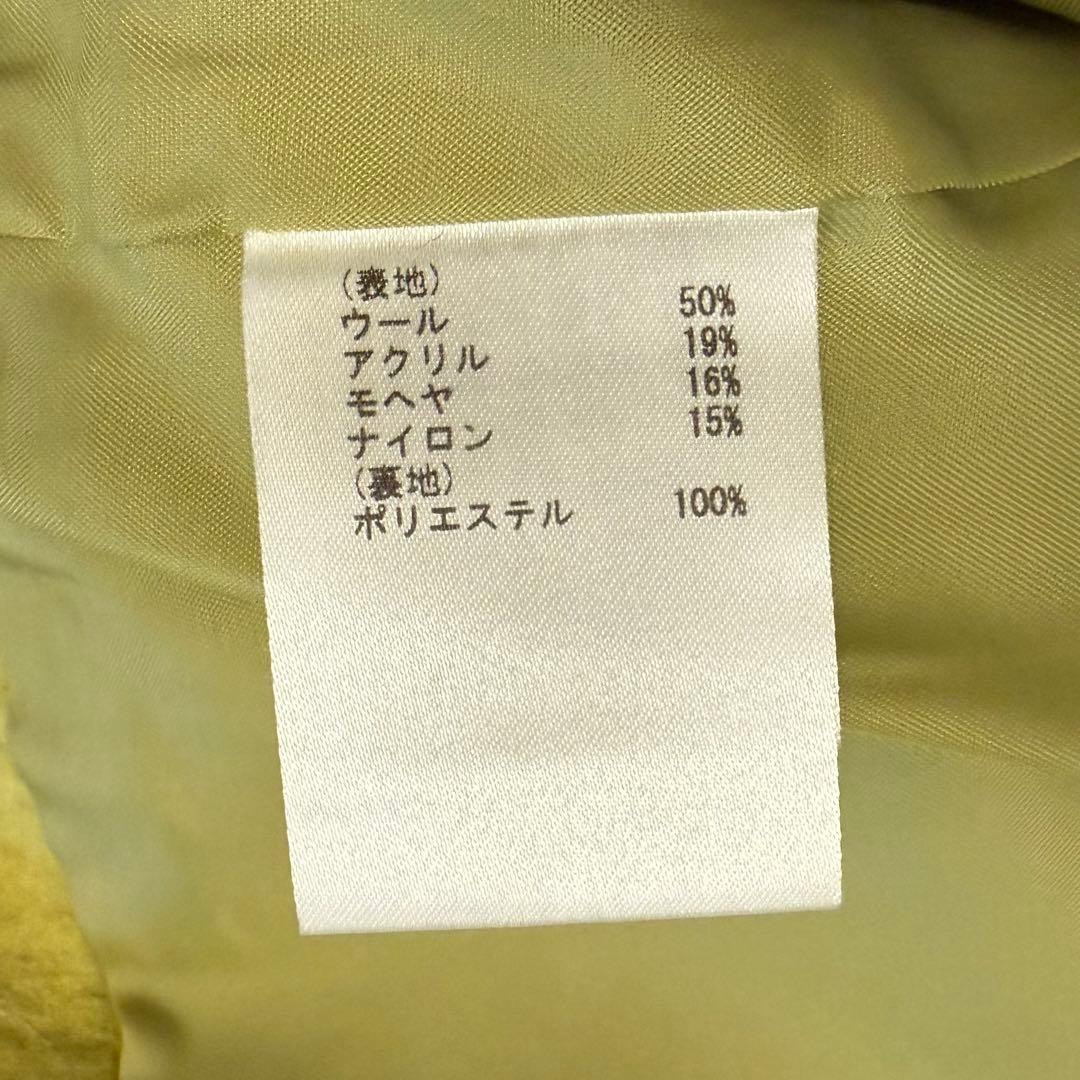 (表地)
ウール 50%
アクリル 19%
モヘヤ 16%
ナイロン 15%
(裏地)
ポリエステル 100%